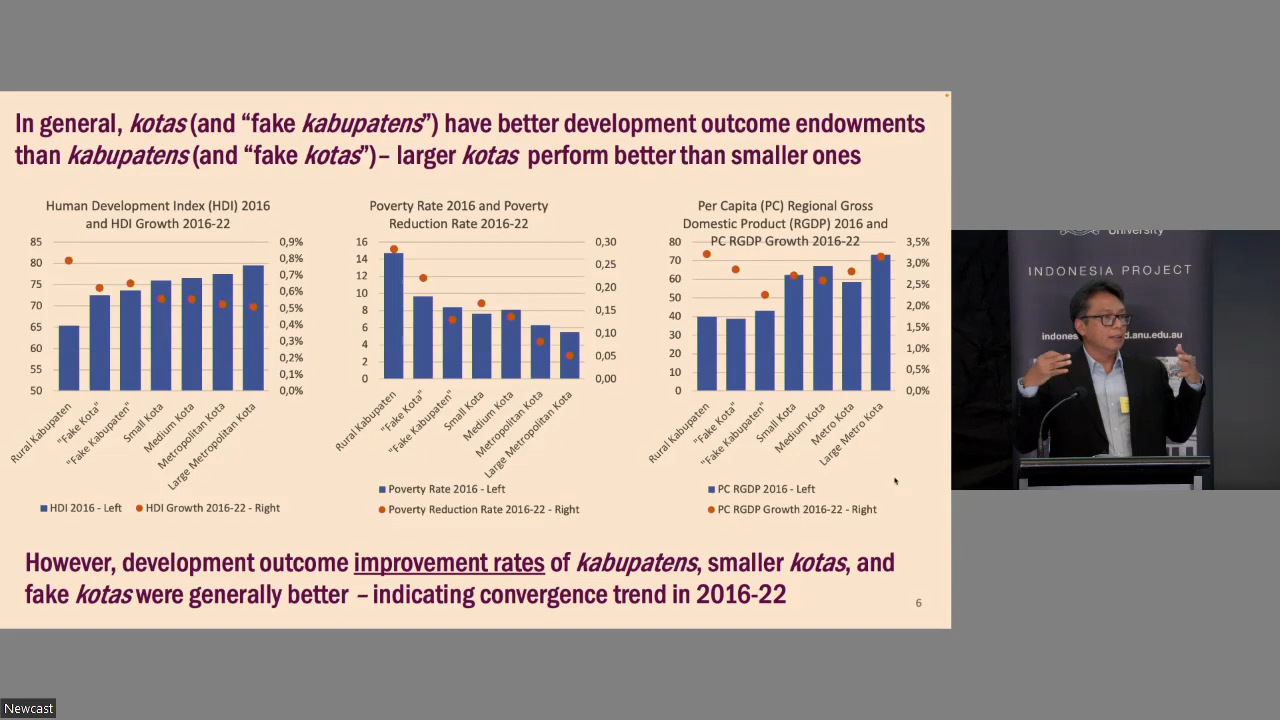 In general, kotas (and “fake kabupatens”) have better development outcome endowments
than kabupatens (and “fake kotas”)– larger kotas perform better than smaller ones
Human Development Index (HDI) 2016
and HDI Growth 2016-22
85
80
75
70
65
60
55
50
0,9%
0,8%
0,7%
0,6%
0,5%
0,4%
0,3%
0,2%
0,1%
0,0%
Rural Kabupaten
"Fake Kota"
"Fake Kabupaten"
Small Kota
Medium Kota
Metropolitan Kota
Large Metropolitan Kota
HDI 2016 - Left
HDI Growth 2016-22 - Right
Poverty Rate 2016 and Poverty
Reduction Rate 2016-22
16
14
12
10
8
6
4
2
0
0,30
0,25
0,20
0,15
0,10
0,05
0,00
Rural Kabupaten
"Fake Kota"
"Fake Kabupaten"
Small Kota
Medium Kota
Metropolitan Kota
Large Metropolitan Kota
Poverty Rate 2016 - Left
Poverty Reduction Rate 2016-22 - Right
Per Capita (PC) Regional Gross
Domestic Product (RGDP) 2016 and
PC RGDP Growth 2016-22
80
70
60
50
40
30
20
10
0
3,5%
3,0%
2,5%
2,0%
1,5%
1,0%
0,5%
0,0%
Rural Kabupaten
"Fake Kota"
"Fake Kabupaten"
Small Kota
Medium Kota
Metro Kota
Large Metro Kota
PC RGDP 2016 - Left
PC RGDP Growth 2016-22 - Right
However, development outcome improvement rates of kabupatens, smaller kotas, and
fake kotas were generally better – indicating convergence trend in 2016-22
6
University
INDONESIA PROJECT
d.anu.edu.au
Newcast